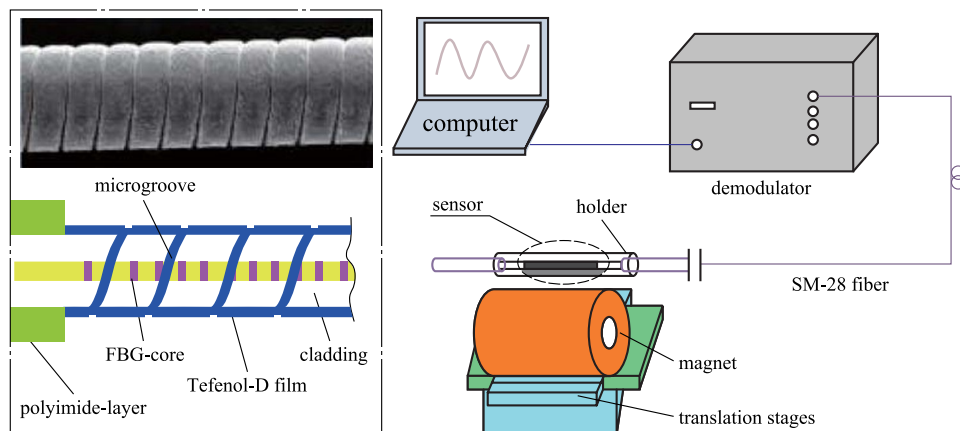 microgroove
FBG-core
cladding
Tefenol-D film
polyimide-layer
computer
demodulator
sensor
holder
SM-28 fiber
magnet
translation stages